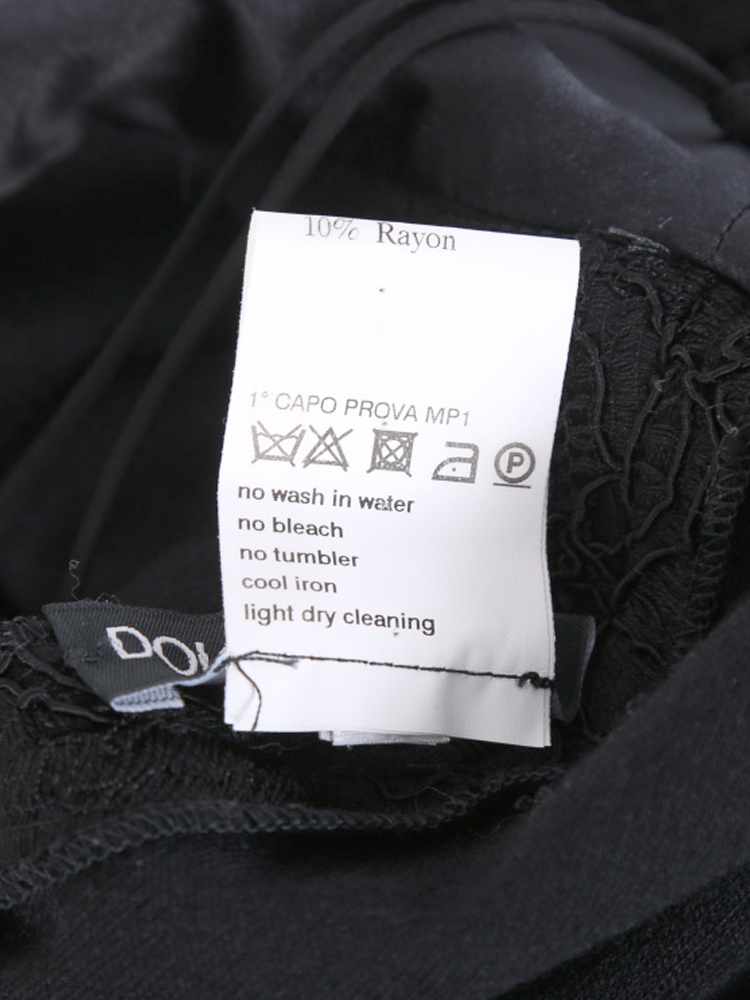 10% Rayon
1° CAPO PROVA MP1
P
no wash in water
no bleach
no tumbler
cool iron
light dry cleaning